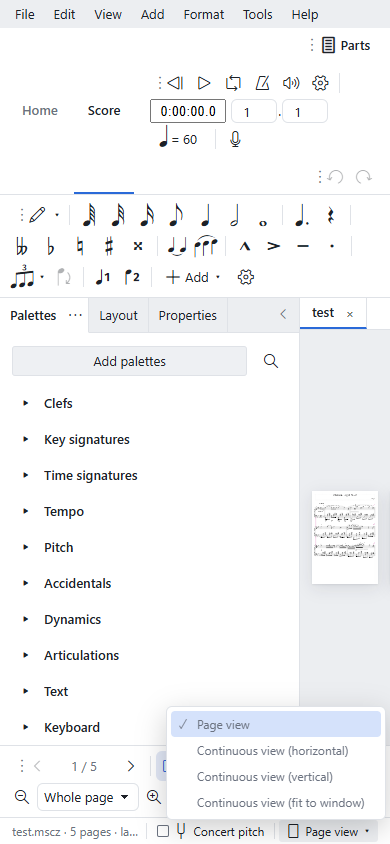 File Edit View Add Format Tools Help
Parts
Home Score 0:00:00.0 1 . 1
= 60
3
1 2 Add
Palettes ··· Layout Properties test ×
Add palettes
Clefs
Key signatures
Time signatures
Tempo
Pitch
Accidentals
Dynamics
Articulations
Text
Keyboard
✓ Page view
Continuous view (horizontal)
Continuous view (vertical)
Continuous view (fit to window)
1 / 5
Whole page
test.mscz · 5 pages · la... Concert pitch Page view